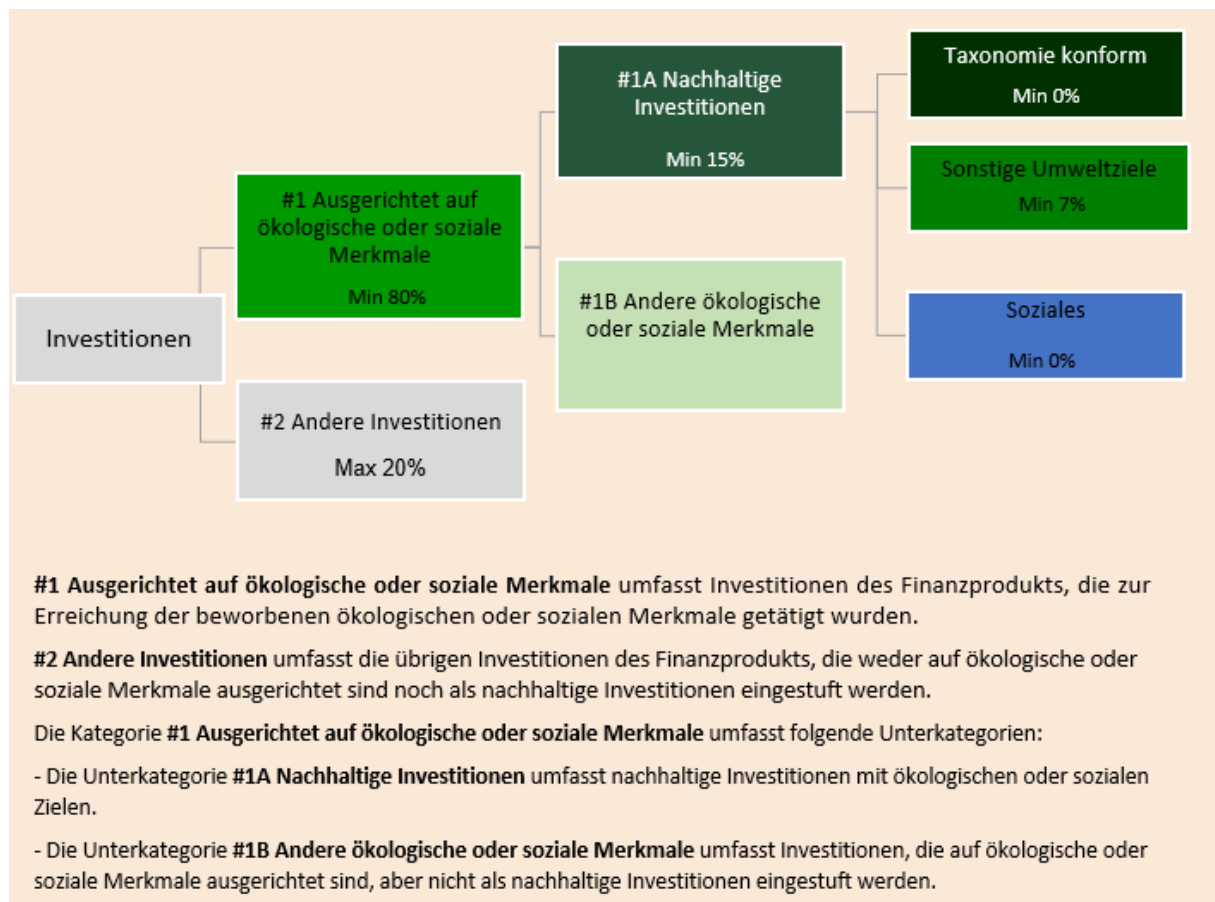 Investitionen
#1 Ausgerichtet auf
ökologische oder soziale
Merkmale
Min 80%
#2 Andere Investitionen
Max 20%
#1A Nachhaltige
Investitionen
Min 15%
#1B Andere ökologische
oder soziale Merkmale
Taxonomie konform
Min 0%
Sonstige Umweltziele
Min 7%
Soziales
Min 0%
#1 Ausgerichtet auf ökologische oder soziale Merkmale umfasst Investitionen des Finanzprodukts, die zur
Erreichung der beworbenen ökologischen oder sozialen Merkmale getätigt wurden.
#2 Andere Investitionen umfasst die übrigen Investitionen des Finanzprodukts, die weder auf ökologische oder
soziale Merkmale ausgerichtet sind noch als nachhaltige Investitionen eingestuft werden.
Die Kategorie #1 Ausgerichtet auf ökologische oder soziale Merkmale umfasst folgende Unterkategorien:
- Die Unterkategorie #1A Nachhaltige Investitionen umfasst nachhaltige Investitionen mit ökologischen oder sozialen
Zielen.
- Die Unterkategorie #1B Andere ökologische oder soziale Merkmale umfasst Investitionen, die auf ökologische oder
soziale Merkmale ausgerichtet sind, aber nicht als nachhaltige Investitionen eingestuft werden.